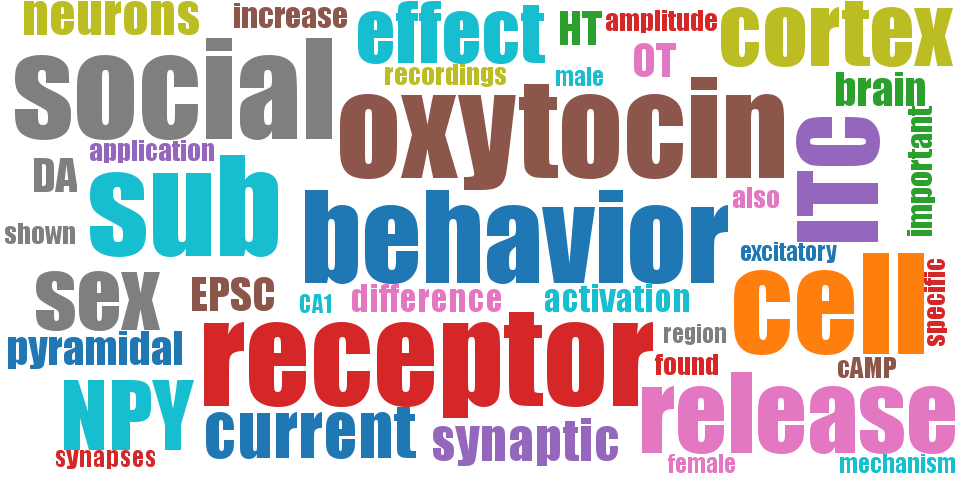 neurons
increase
effect
HT
amplitude
cortex
social
recordings
male
OT
brain
oxytocin
important
ITC
application
DA
sub
behavior
also
shown
excitatory
sex
EPSC
CA1
difference
activation
cell
specific
pyramidal
receptor
region
found
cAMP
NPY
current
synaptic
release
synapses
female
mechanism